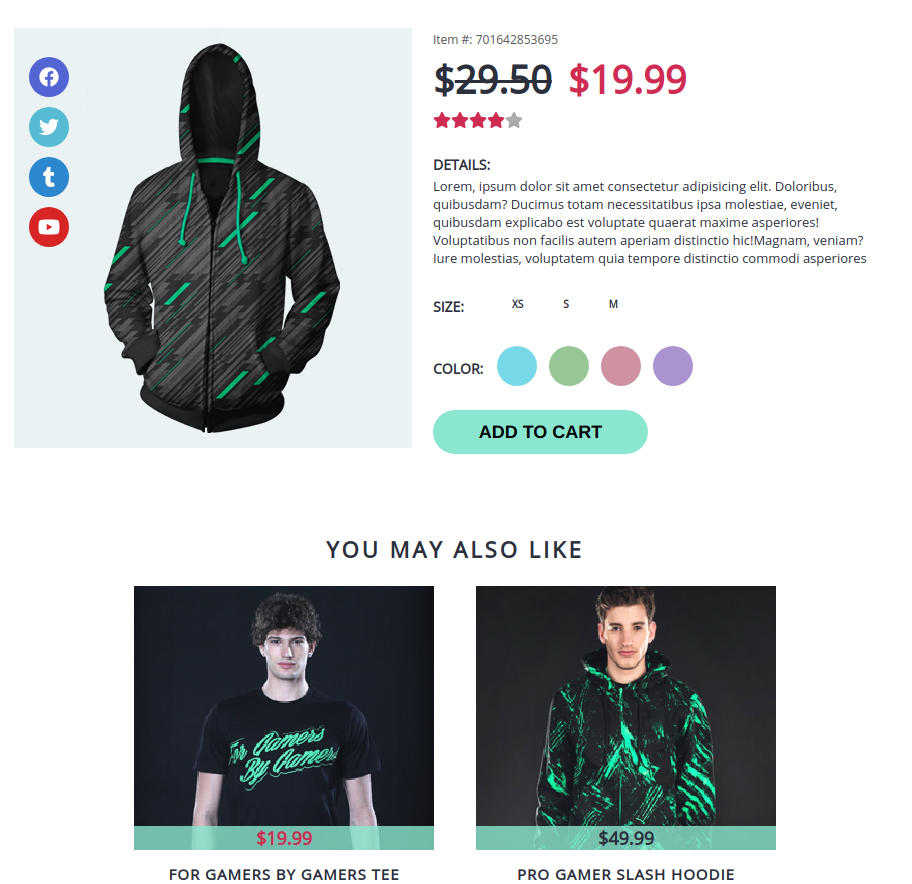 Item #: 701642853695
$29.50 $19.99
DETAILS:
Lorem, ipsum dolor sit amet consectetur adipisicing elit. Doloribus,
quibusdam? Ducimus totam necessitatibus ipsa molestiae, eveniet,
quibusdam explicabo est voluptate quaerat maxime asperiores!
Voluptatibus non facilis autem aperiam distinctio hic!Magnam, veniam?
Iure molestias, voluptatem quia tempore distinctio commodi asperiores
SIZE: XS S M
COLOR:
ADD TO CART
YOU MAY ALSO LIKE
For Gamers
By Gamers
$19.99 $49.99
FOR GAMERS BY GAMERS TEE PRO GAMER SLASH HOODIE